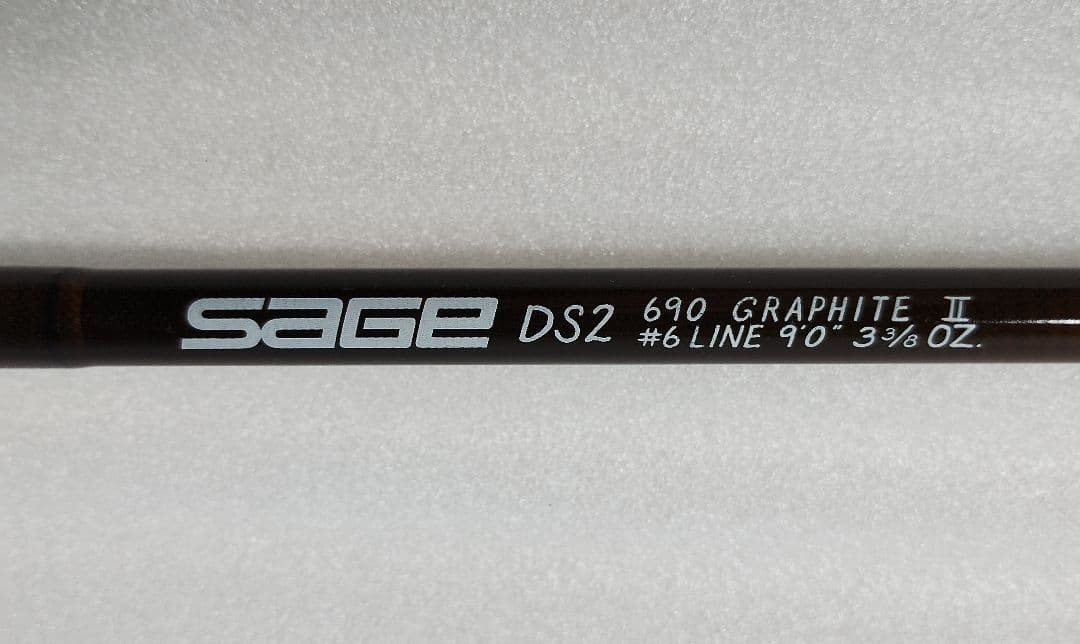 SAGE DS2 690 GRAPHITE II
#6 LINE 9'0" 3 3/8 OZ.